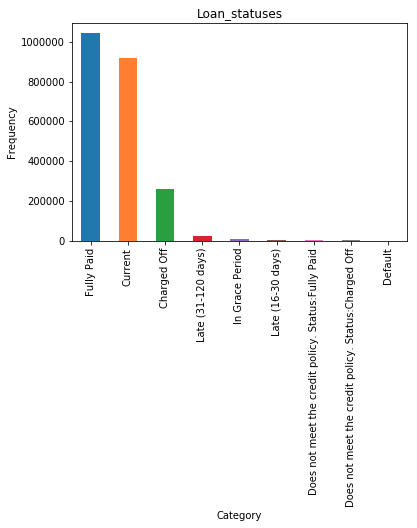 Loan_statuses
Frequency
1000000
800000
600000
400000
200000
0
Fully Paid
Current
Charged Off
Late (31-120 days)
In Grace Period
Late (16-30 days)
Does not meet the credit policy. Status:Fully Paid
Does not meet the credit policy. Status:Charged Off
Default
Category